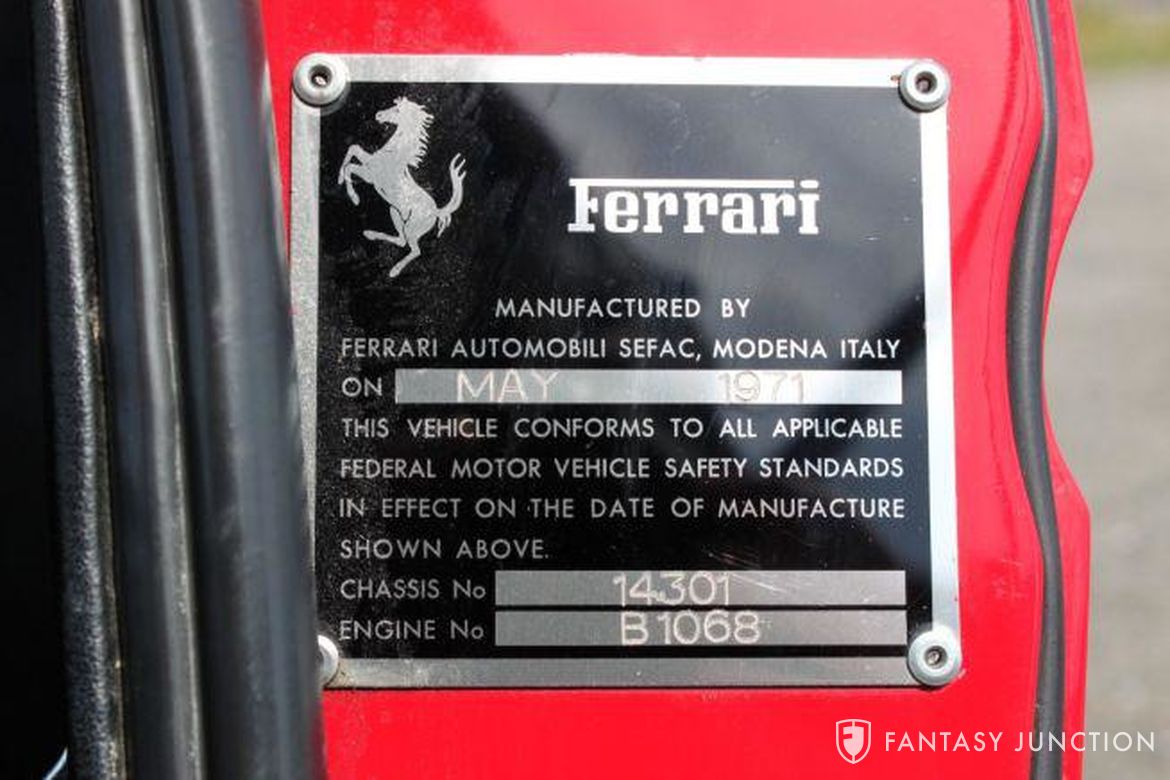 Ferrari
MANUFACTURED BY
FERRARI AUTOMOBILI SEFAC, MODENA ITALY
ON MAY 1971
THIS VEHICLE CONFORMS TO ALL APPLICABLE
FEDERAL MOTOR VEHICLE SAFETY STANDARDS
IN EFFECT ON THE DATE OF MANUFACTURE
SHOWN ABOVE.
CHASSIS No 14.301
ENGINE No B1068
FANTASY JUNCTION